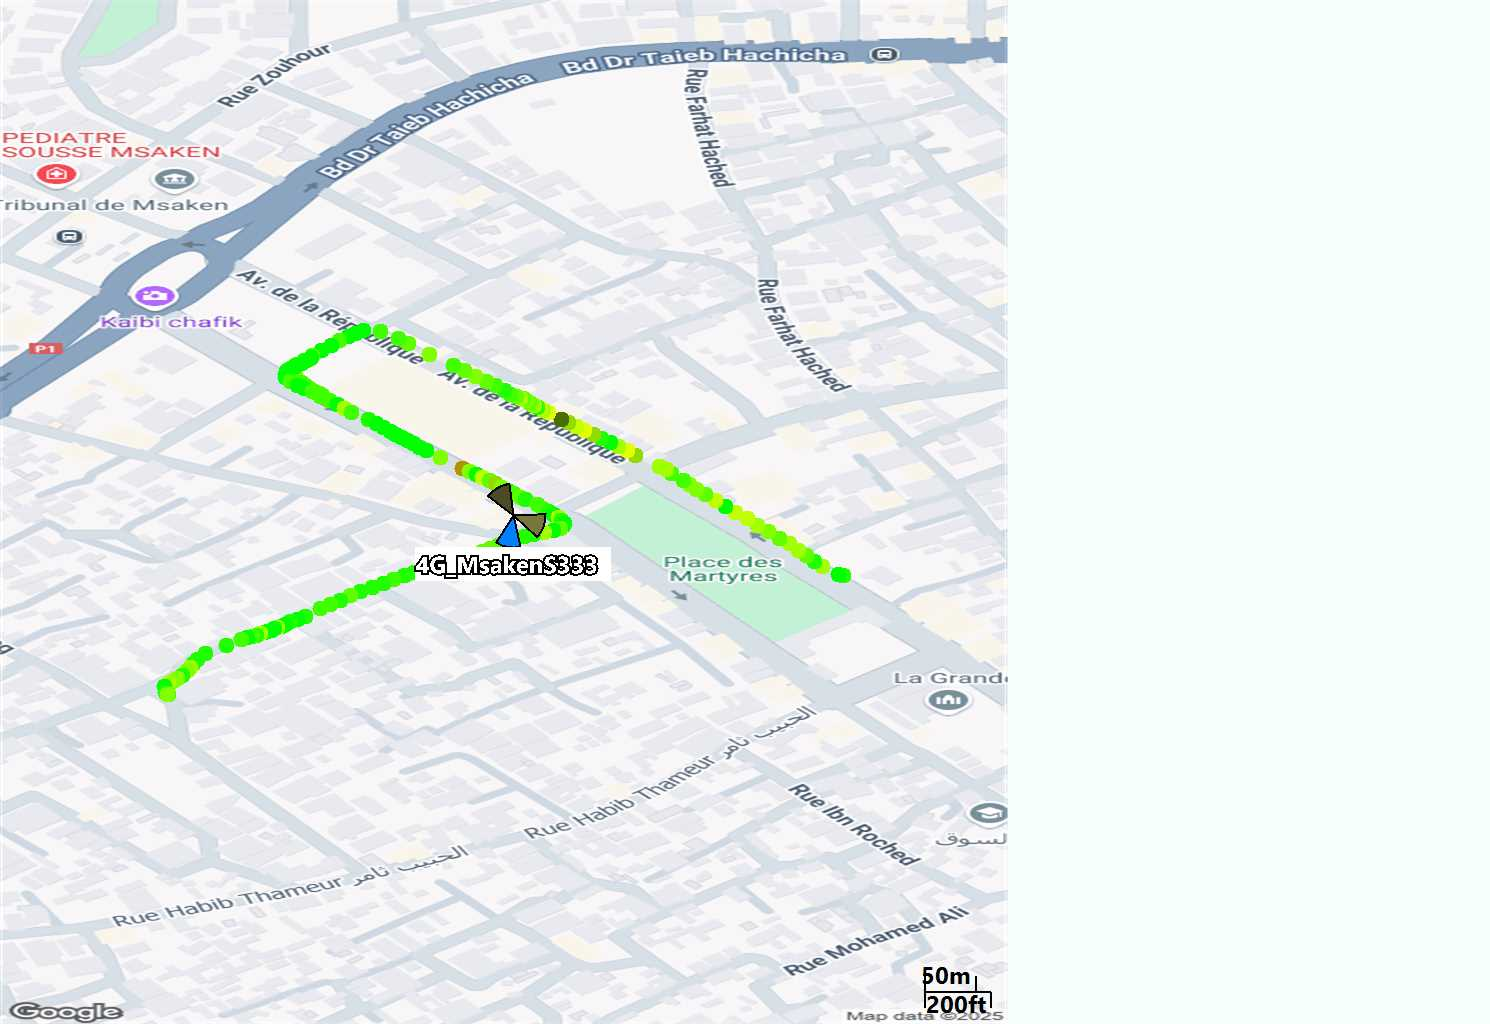 Rue Zouhour
Bd Dr Taieb Hachicha
Bd Dr Taieb Hachicha
Rue Farhat Hached
PEDIATRE
SOUSSE MSAKEN
Tribunal de Msaken
Av. de la République
Kaibi chafik
P1
Rue Farhat Hached
Av. de la République
4G_MsakenS333
Place des
Martyres
La Grande
Rue Habib Thameur الحبيب ثامر
Rue Ibn Roched
السوق
Rue Habib Thameur الحبيب ثامر
Rue Mohamed Ali
50m
200ft
Google
Map data ©2025